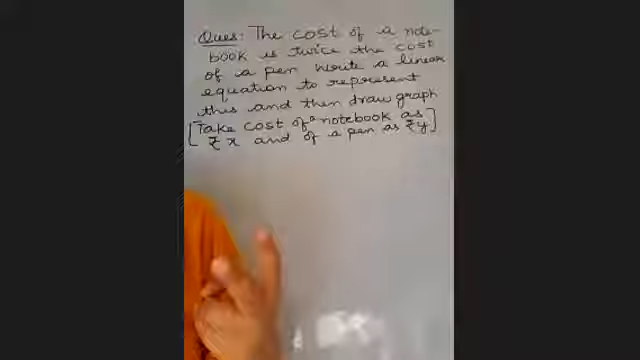 Ques: The cost of a note-
book is twice the cost
of a pen write a linear
equation to represent
this and then draw graph
[Take cost of a notebook as
₹x and of a pen as ₹y]